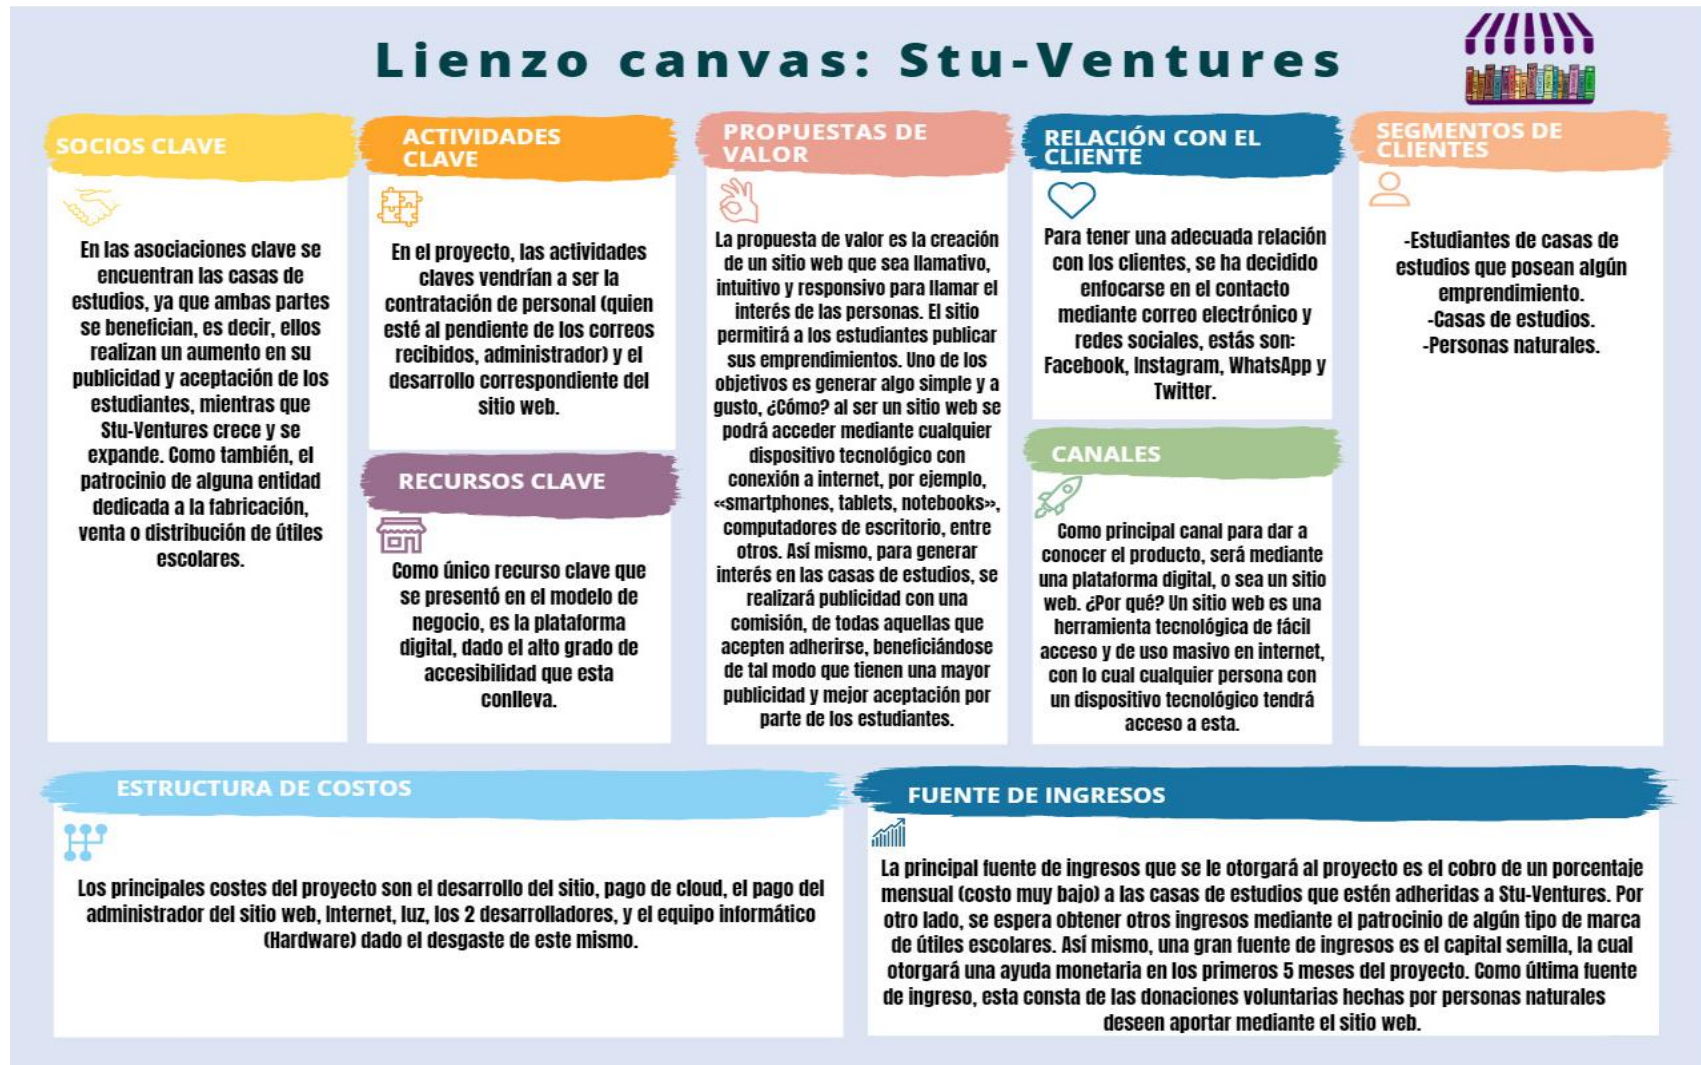 Lienzo canvas: Stu-Ventures
SOCIOS CLAVE
En las asociaciones clave se
encuentran las casas de
estudios, ya que ambas partes
se benefician, es decir, ellos
realizan un aumento en su
publicidad y aceptación de los
estudiantes, mientras que
Stu-Ventures crece y se
expande. Como también, el
patrocinio de alguna entidad
dedicada a la fabricación,
venta o distribución de útiles
escolares.
ACTIVIDADES
CLAVE
En el proyecto, las actividades
claves vendrían a ser la
contratación de personal (quien
esté al pendiente de los correos
recibidos, administrador) y el
desarrollo correspondiente del
sitio web.
RECURSOS CLAVE
Como único recurso clave que
se presentó en el modelo de
negocio, es la plataforma
digital, dado el alto grado de
accesibilidad que esta
conlleva.
PROPUESTAS DE
VALOR
La propuesta de valor es la creación
de un sitio web que sea llamativo,
intuitivo y responsivo para llamar el
interés de las personas. El sitio
permitirá a los estudiantes publicar
sus emprendimientos. Uno de los
objetivos es generar algo simple y a
gusto, ¿Cómo? al ser un sitio web se
podrá acceder mediante cualquier
dispositivo tecnológico con
conexión a internet, por ejemplo,
«smartphones, tablets, notebooks»,
computadores de escritorio, entre
otros. Así mismo, para generar
interés en las casas de estudios, se
realizará publicidad con una
comisión, de todas aquellas que
acepten adherirse, beneficiándose
de tal modo que tienen una mayor
publicidad y mejor aceptación por
parte de los estudiantes.
RELACIÓN CON EL
CLIENTE
Para tener una adecuada relación
con los clientes, se ha decidido
enfocarse en el contacto
mediante correo electrónico y
redes sociales, estás son:
Facebook, Instagram, WhatsApp y
Twitter.
CANALES
Como principal canal para dar a
conocer el producto, será mediante
una plataforma digital, o sea un sitio
web. ¿Por qué? Un sitio web es una
herramienta tecnológica de fácil
acceso y de uso masivo en internet,
con lo cual cualquier persona con
un dispositivo tecnológico tendrá
acceso a esta.
SEGMENTOS DE
CLIENTES
-Estudiantes de casas de
estudios que posean algún
emprendimiento.
-Casas de estudios.
-Personas naturales.
ESTRUCTURA DE COSTOS
Los principales costes del proyecto son el desarrollo del sitio, pago de cloud, el pago del
administrador del sitio web, Internet, luz, los 2 desarrolladores, y el equipo informático
(Hardware) dado el desgaste de este mismo.
FUENTE DE INGRESOS
La principal fuente de ingresos que se le otorgará al proyecto es el cobro de un porcentaje
mensual (costo muy bajo) a las casas de estudios que estén adheridas a Stu-Ventures. Por
otro lado, se espera obtener otros ingresos mediante el patrocinio de algún tipo de marca
de útiles escolares. Así mismo, una gran fuente de ingresos es el capital semilla, la cual
otorgará una ayuda monetaria en los primeros 5 meses del proyecto. Como última fuente
de ingreso, esta consta de las donaciones voluntarias hechas por personas naturales
deseen aportar mediante el sitio web.